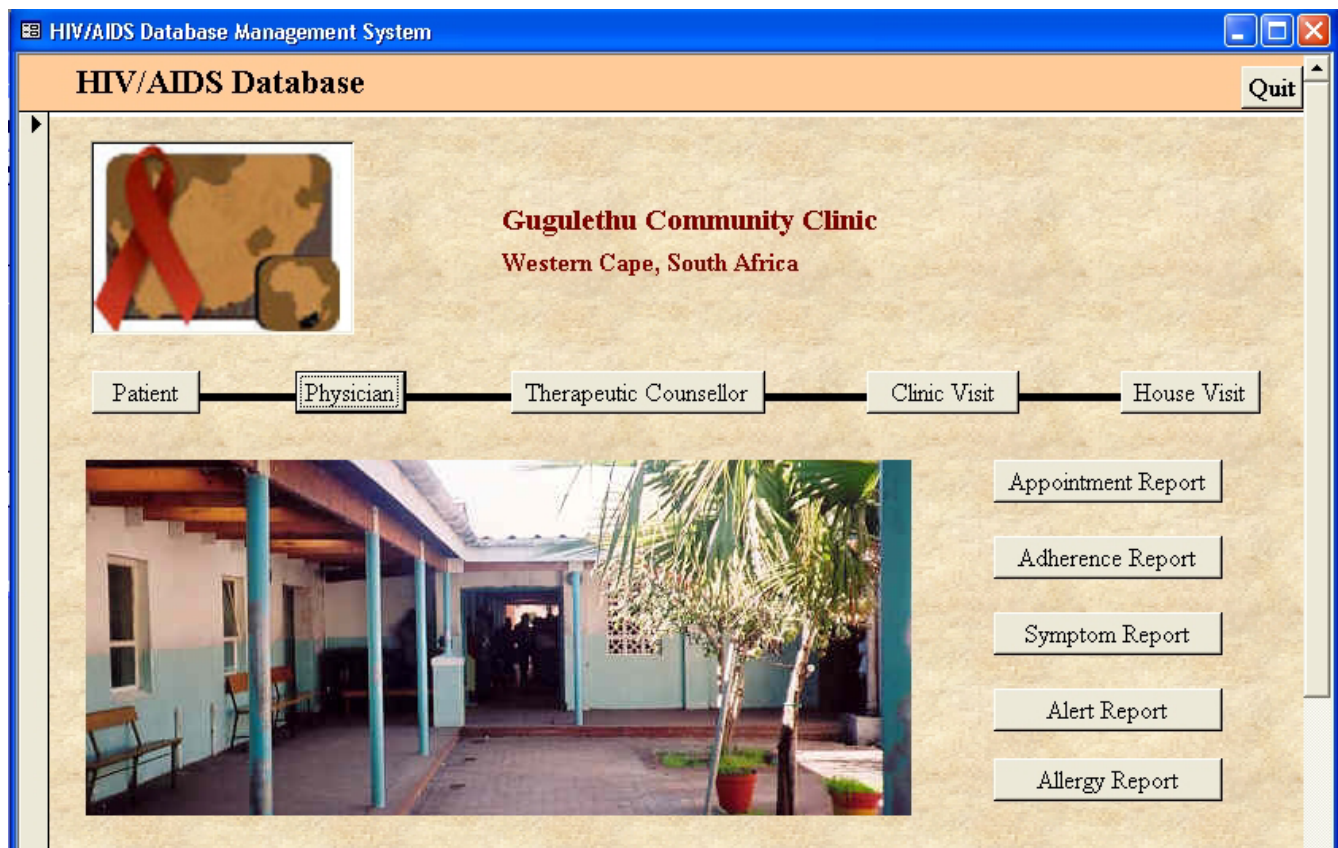 HIV/AIDS Database Management System
HIV/AIDS Database
Quit
Gugulethu Community Clinic
Western Cape, South Africa
Patient
Physician
Therapeutic Counsellor
Clinic Visit
House Visit
Appointment Report
Adherence Report
Symptom Report
Alert Report
Allergy Report